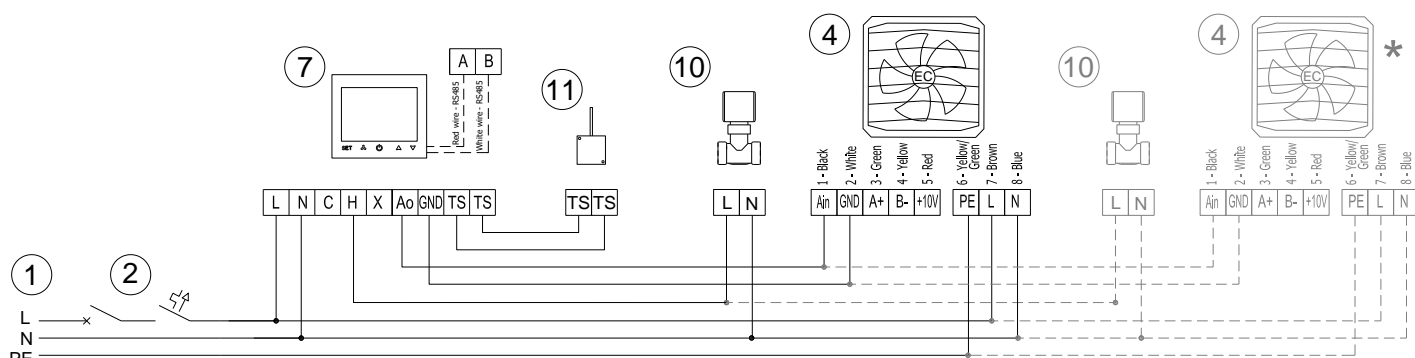 4
4
*
7
A B
10
10
11
EC
EC
Red wire - RS485
White wire - RS485
SET
1 - Black
2 - White
3 - Green
4 - Yellow
5 - Red
6 - Yellow/
Green
7 - Brown
8 - Blue
1 - Black
2 - White
3 - Green
4 - Yellow
5 - Red
6 - Yellow/
Green
7 - Brown
8 - Blue
L N C H X Ao GND TS TS
TS TS
L N
Ain GND A+ B- +10V
PE L N
L N
Ain GND A+ B- +10V
PE L N
1
2
L
N
PE